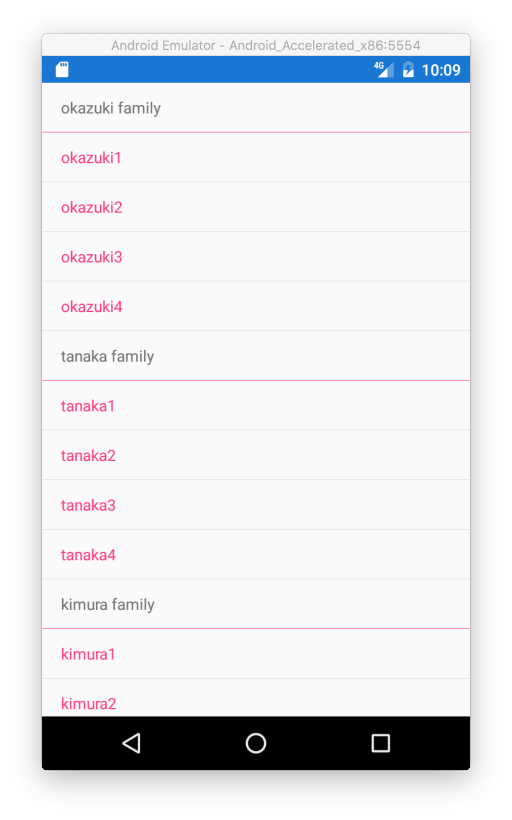 Android Emulator - Android_Accelerated_x86:5554
4G 10:09
okazuki family
okazuki1
okazuki2
okazuki3
okazuki4
tanaka family
tanaka1
tanaka2
tanaka3
tanaka4
kimura family
kimura1
kimura2